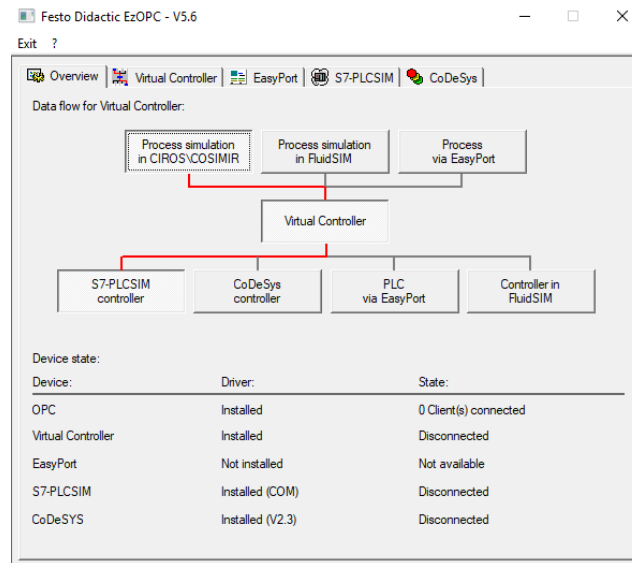 Festo Didactic EzOPC - V5.6
Exit ?
Overview Virtual Controller EasyPort S7-PLCSIM CoDeSys
Data flow for Virtual Controller:
Process simulation
in CIROS\COSIMIR
Process simulation
in FluidSIM
Process
via EasyPort
Virtual Controller
S7-PLCSIM
controller
CoDeSys
controller
PLC
via EasyPort
Controller in
FluidSIM
Device state:
Device: Driver: State:
OPC Installed 0 Client(s) connected
Virtual Controller Installed Disconnected
EasyPort Not installed Not available
S7-PLCSIM Installed (COM) Disconnected
CoDeSYS Installed (V2.3) Disconnected